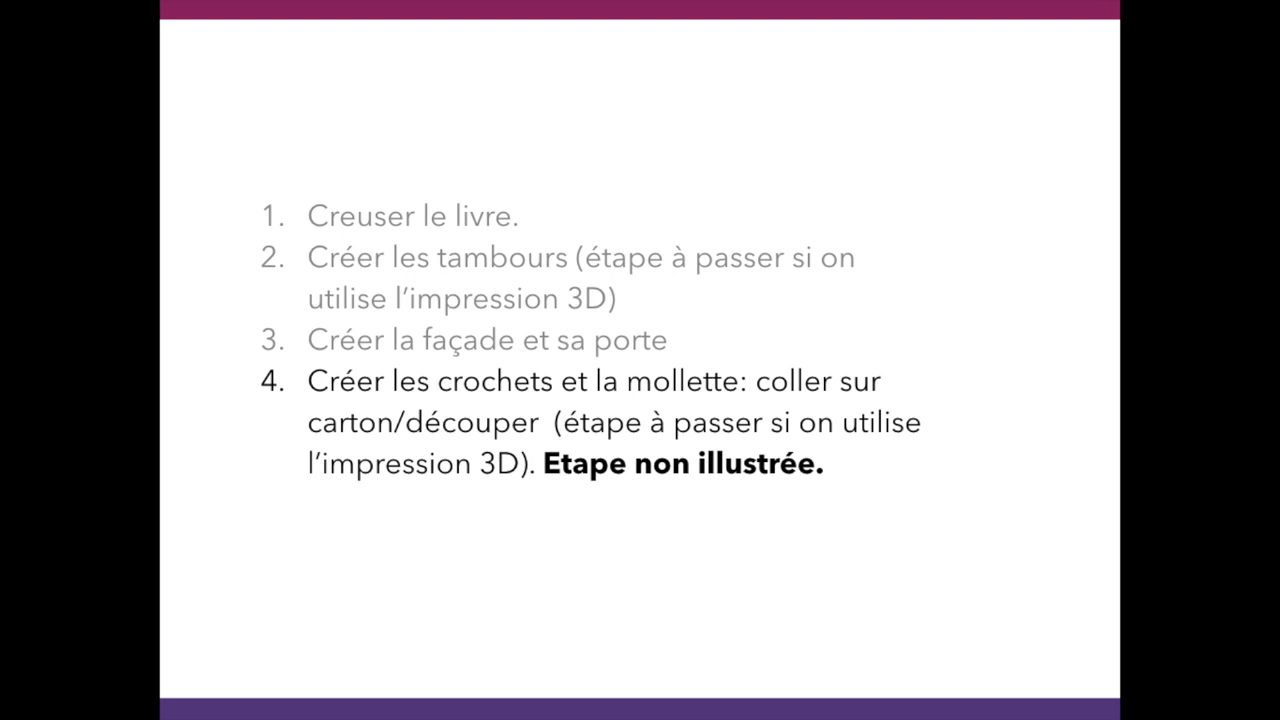 1. Creuser le livre.
2. Créer les tambours (étape à passer si on
utilise l’impression 3D)
3. Créer la façade et sa porte
4. Créer les crochets et la mollette: coller sur
carton/découper  (étape à passer si on utilise
l’impression 3D). Etape non illustrée.